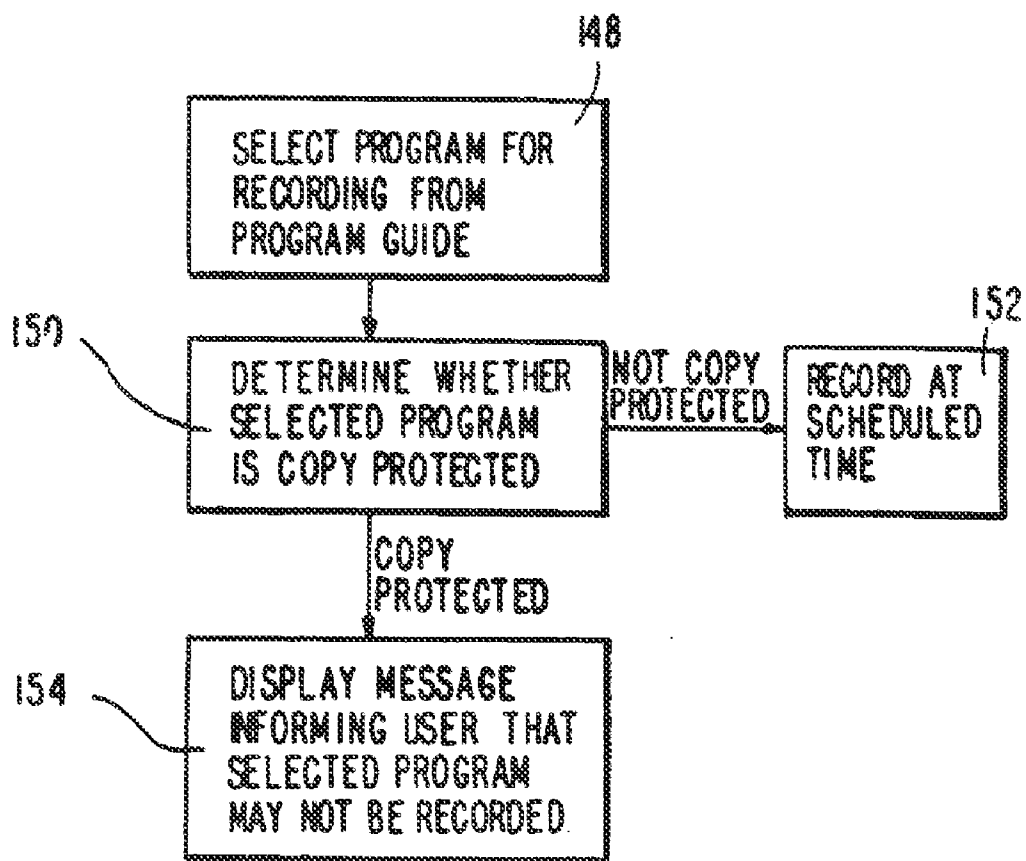 148
SELECT PROGRAM FOR
RECORDING FROM
PROGRAM GUIDE
150
DETERMINE WHETHER
SELECTED PROGRAM
IS COPY PROTECTED
NOT COPY
PROTECTED
152
RECORD AT
SCHEDULED
TIME
COPY
PROTECTED
154
DISPLAY MESSAGE
INFORMING USER THAT
SELECTED PROGRAM
MAY NOT BE RECORDED